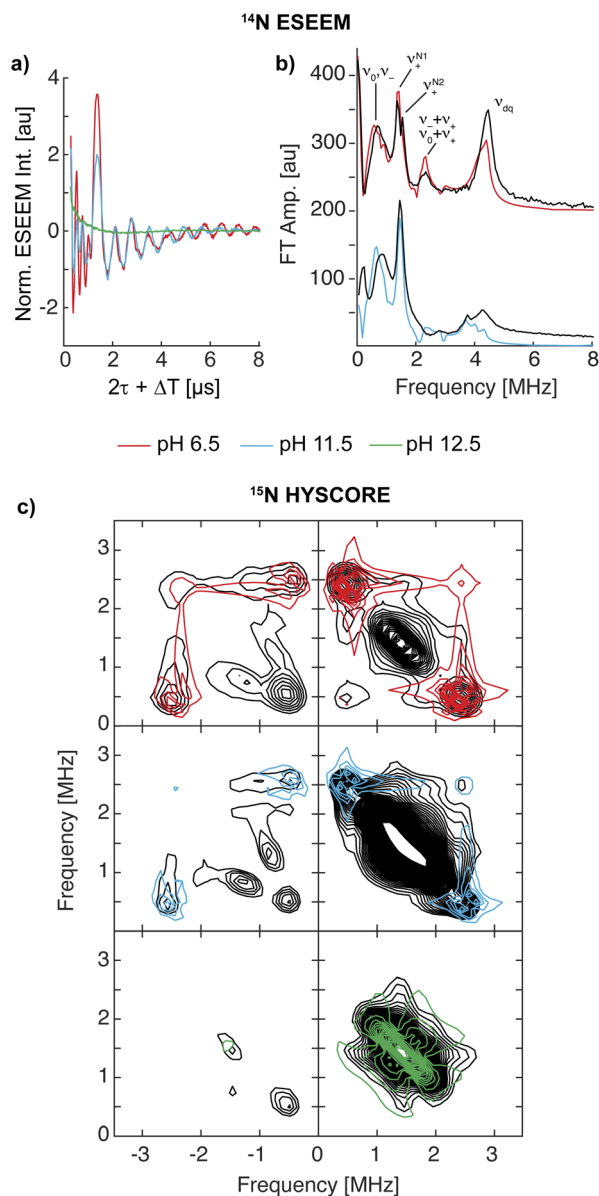 ¹⁴N ESEEM
a)
Norm. ESEEM Int. [au]
4
2
0
-2
0 2 4 6 8
2τ + ΔT [µs]
b)
FT Amp. [au]
400
300
200
100
ν₀,ν₋
ν₊ᴺ¹
ν₊ᴺ²
ν₋+ν₊
ν₀+ν₊
ν_dq
0 2 4 6 8
Frequency [MHz]
pH 6.5 pH 11.5 pH 12.5
¹⁵N HYSCORE
c)
3
2
1
0
3
2
1
0
3
2
1
0
Frequency [MHz]
-3 -2 -1 0 1 2 3
Frequency [MHz]